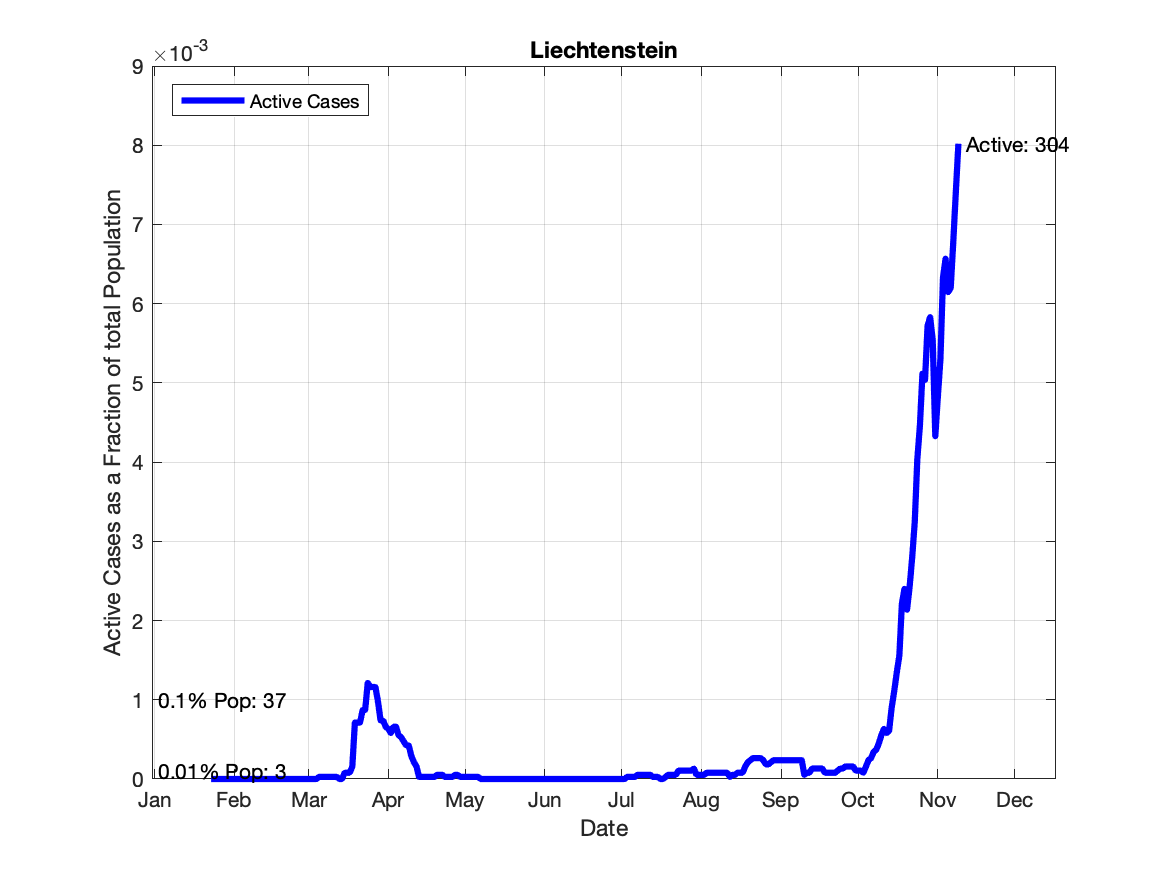 Liechtenstein
×10-3
9
8
7
6
5
4
3
2
1
0
Active Cases
Active: 304
0.1% Pop: 37
0.01% Pop: 3
Active Cases as a Fraction of total Population
Jan Feb Mar Apr May Jun Jul Aug Sep Oct Nov Dec
Date